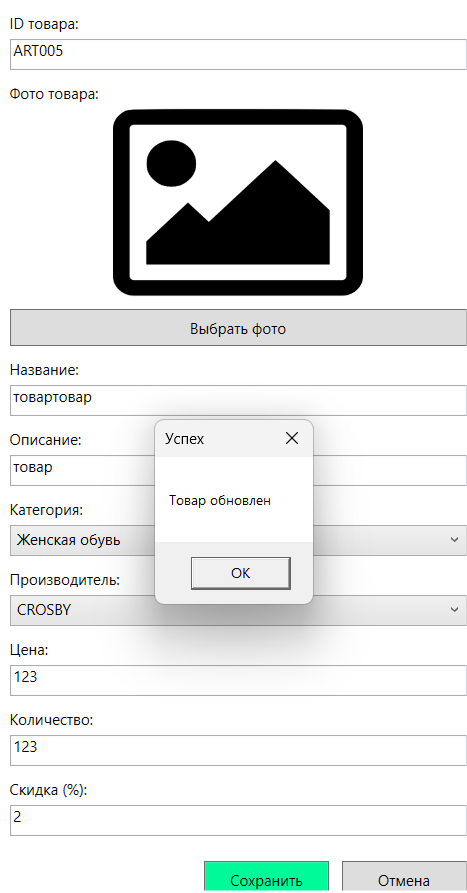 ID товара:
ART005
Фото товара:
Выбрать фото
Название:
товартовар
Описание:
товар
Успех
Товар обновлен
OK
Категория:
Женская обувь
Производитель:
CROSBY
Цена:
123
Количество:
123
Скидка (%):
2
Сохранить
Отмена